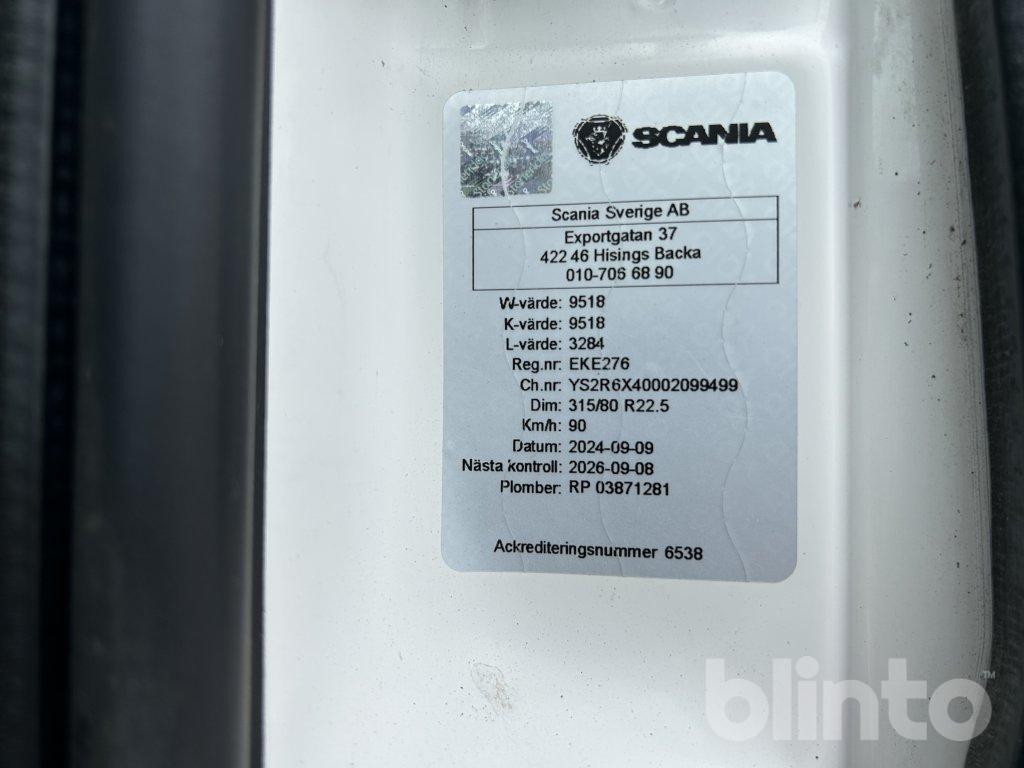 SCANIA
Scania Sverige AB
Exportgatan 37
422 46 Hisings Backa
010-706 68 90
W-värde: 9518
K-värde: 9518
L-värde: 3284
Reg.nr: EKE276
Ch.nr: YS2R6X40002099499
Dim: 315/80 R22.5
Km/h: 90
Datum: 2024-09-09
Nästa kontroll: 2026-09-08
Plomber: RP 03871281
Ackrediteringsnummer 6538
blinto™